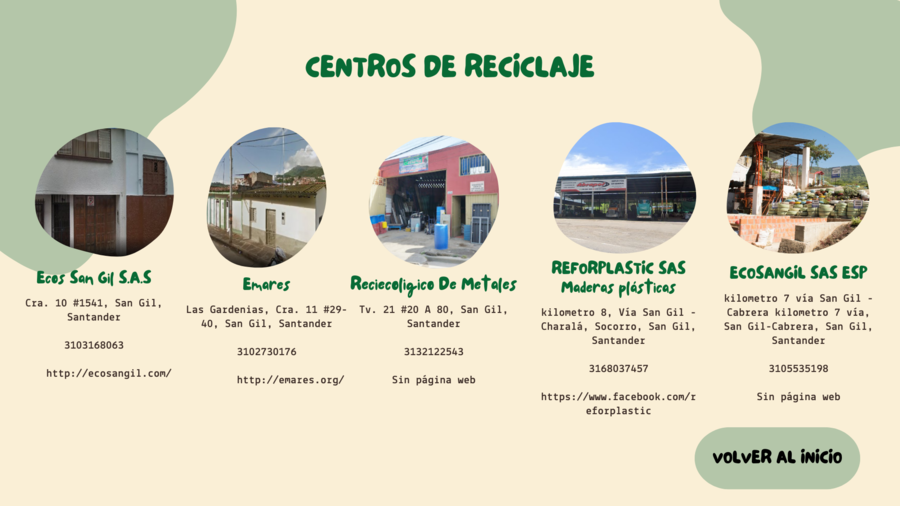 CENTROS DE RECICLAJE
Ecos San Gil S.A.S
Cra. 10 #1541, San Gil,
Santander
3103168063
http://ecosangil.com/
Emares
Las Gardenias, Cra. 11 #29-
40, San Gil, Santander
3102730176
http://emares.org/
Reciecoligico De Metales
Tv. 21 #20 A 80, San Gil,
Santander
3132122543
Sin página web
REFORPLASTIC SAS
Maderas plásticas
kilometro 8, Vía San Gil -
Charalá, Socorro, San Gil,
Santander
3168037457
https://www.facebook.com/r
eforplastic
ECOSANGIL SAS ESP
kilometro 7 vía San Gil -
Cabrera kilometro 7 vía,
San Gil-Cabrera, San Gil,
Santander
3105535198
Sin página web
VOLVER AL INICIO